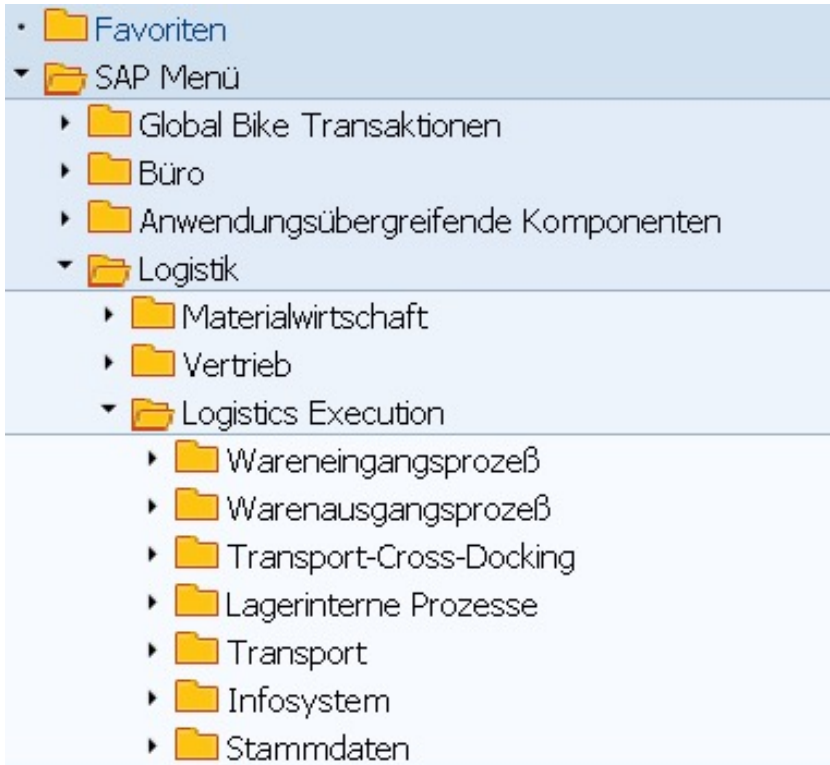 Favoriten
SAP Menü
Global Bike Transaktionen
Büro
Anwendungsübergreifende Komponenten
Logistik
Materialwirtschaft
Vertrieb
Logistics Execution
Wareneingangsprozeß
Warenausgangsprozeß
Transport-Cross-Docking
Lagerinterne Prozesse
Transport
Infosystem
Stammdaten